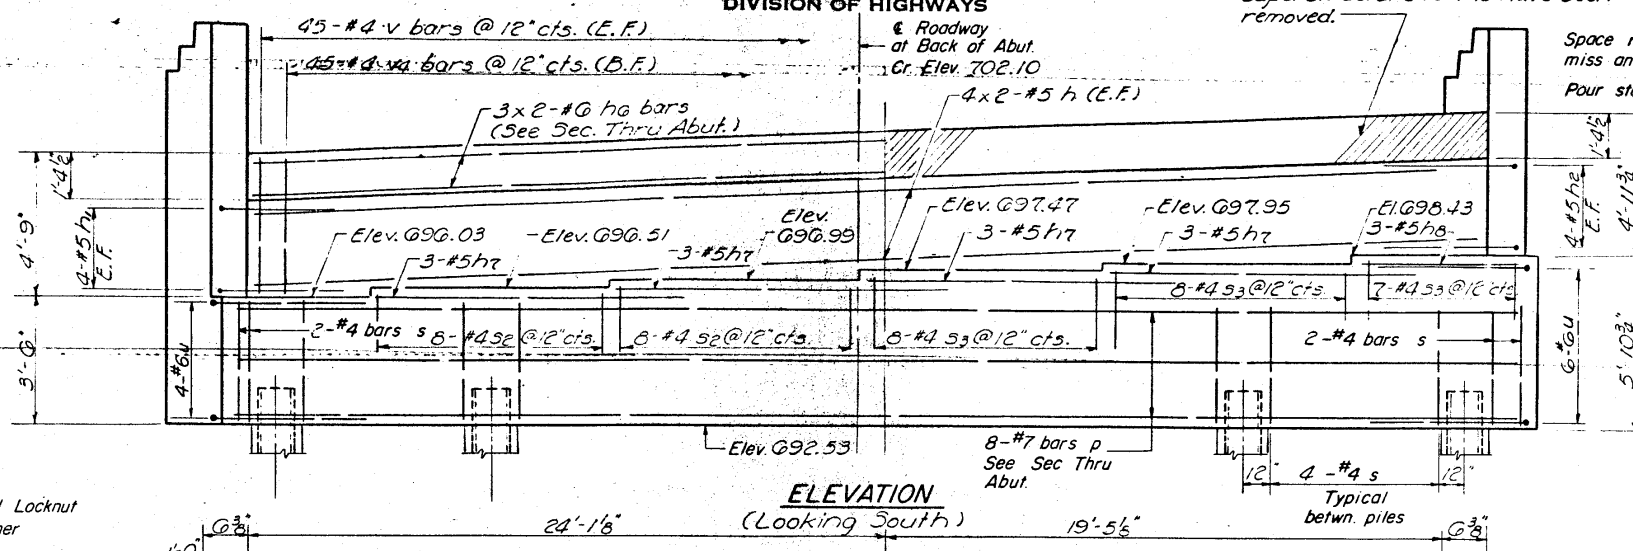 DIVISION OF HIGHWAYS
removed.
45-#4 v bars @ 12" cts. (E.F.)
℄ Roadway
at Back of Abut.
Cr. Elev. 702.10
Space
miss an
Pour st
45-#4 v4 bars @ 12" cts. (B.F.)
3x2-#6 h6 bars
(See Sec. Thru Abut.)
4x2-#5 h (E.F.)
1'-4½"
1'-4½"
4'-9"
4-#5 h1
E.F.
4-#5 h2
E.F.
4'-11¾"
Elev. 696.03
Elev. 696.51
Elev.
696.99
Elev. 697.47
Elev. 697.95
El. 698.43
3-#5 h7
3-#5 h7
3-#5 h7
3-#5 h7
3-#5 h8
8-#4 s3 @ 12" cts.
7-#4 s3 @ 12" cts
2-#4 bars s
8-#4 s2 @ 12" cts.
8-#4 s2 @ 12" cts.
8-#4 s3 @ 12" cts.
2-#4 bars s
3'-6"
4-#6 u
6-#6 u
5'-10¾"
Elev. 692.53
8-#7 bars p
See Sec Thru
Abut.
12"
4-#4 s
12"
Typical
betwn. piles
ELEVATION
(Looking South)
Locknut
6⅜"
24'-1⅛"
19'-5⅛"
6⅜"